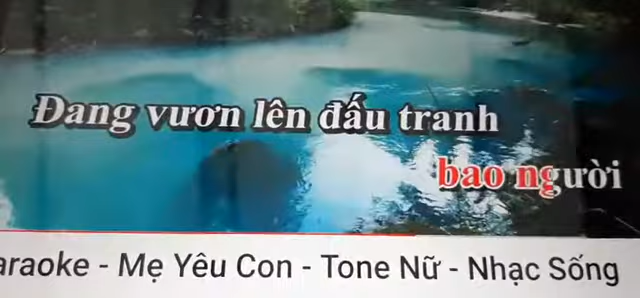 Đang vươn lên đấu tranh
bao người
araoke - Mẹ Yêu Con - Tone Nữ - Nhạc Sống